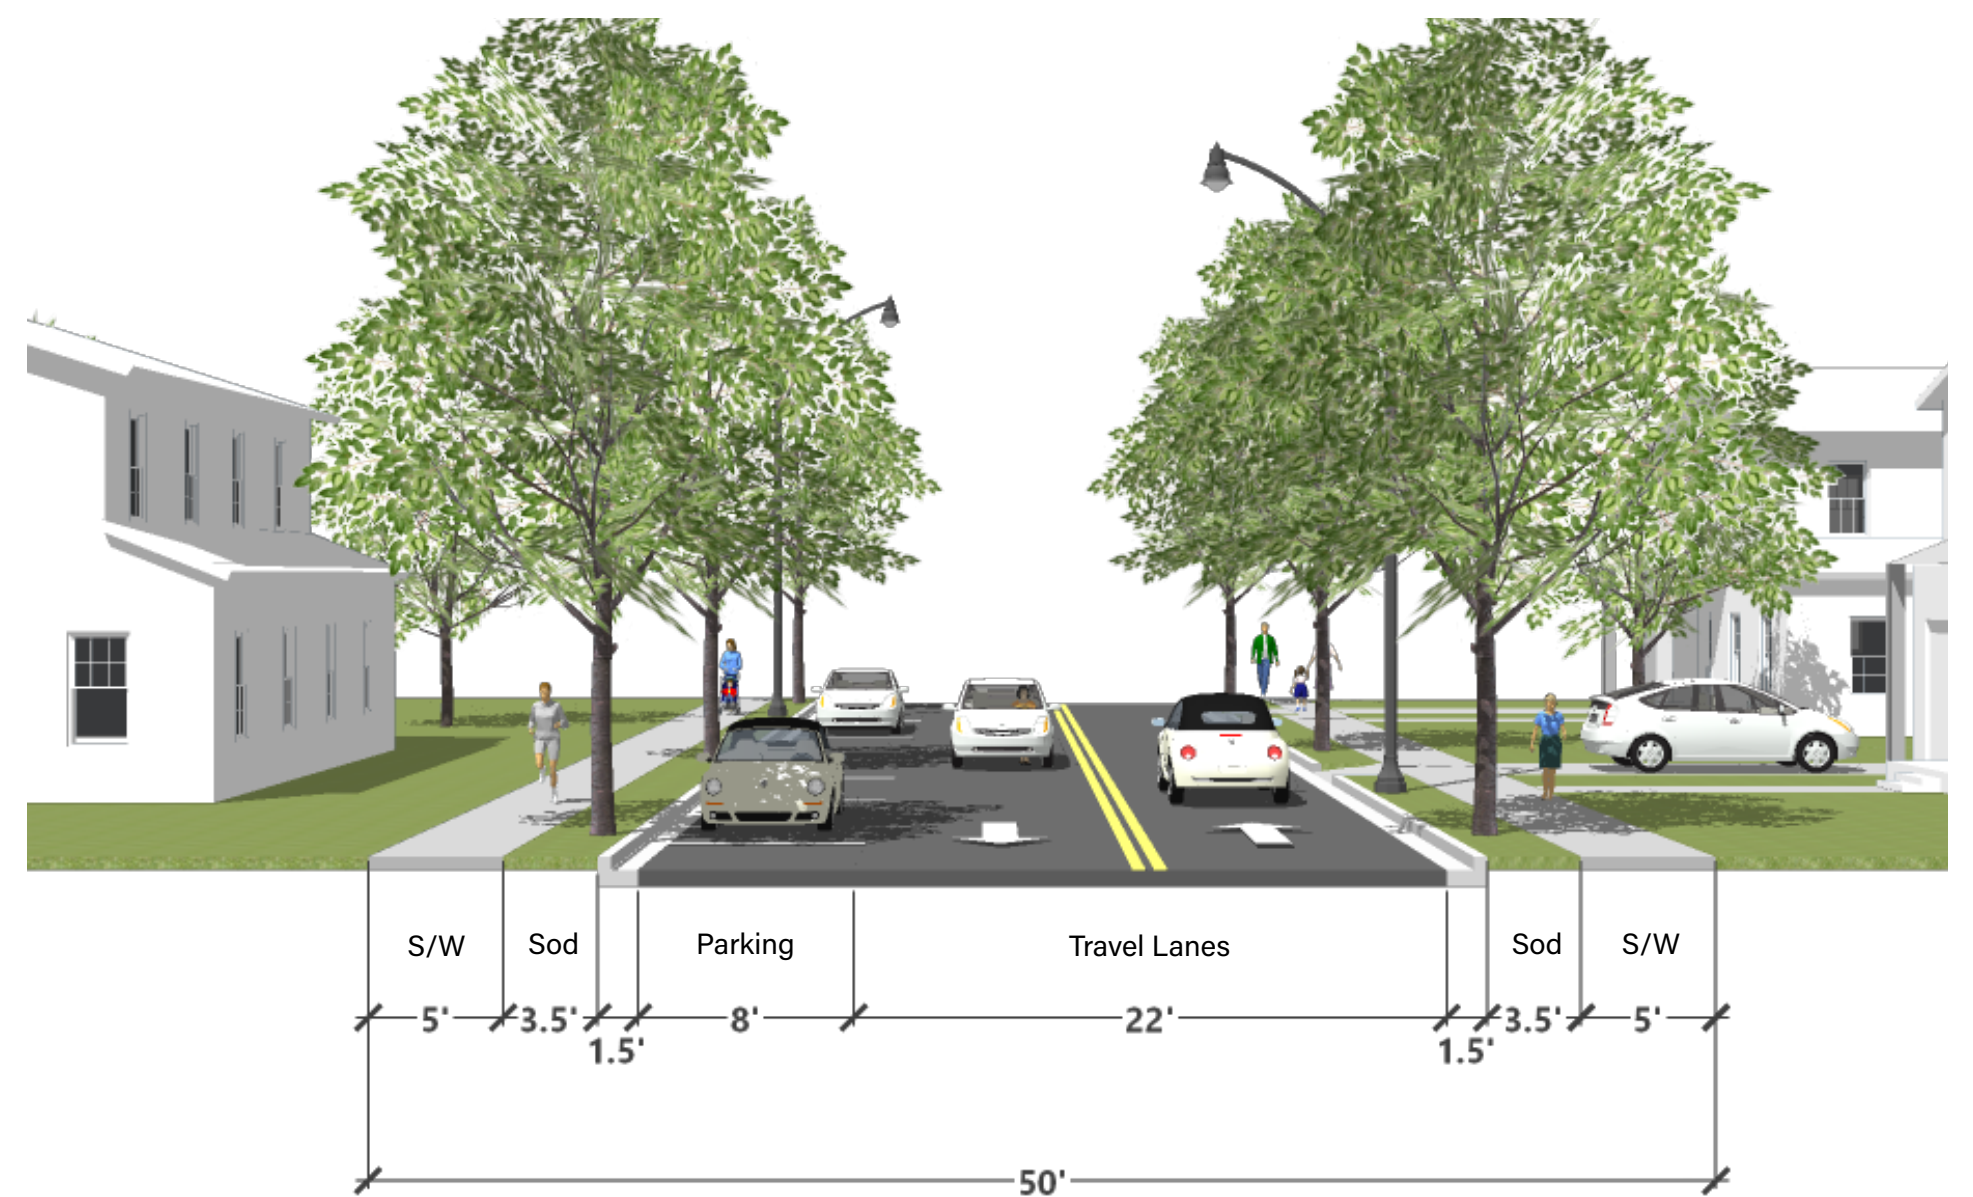 S/W Sod Parking Travel Lanes Sod S/W
5' 3.5' 8' 22' 3.5' 5'
1.5' 1.5'
50'